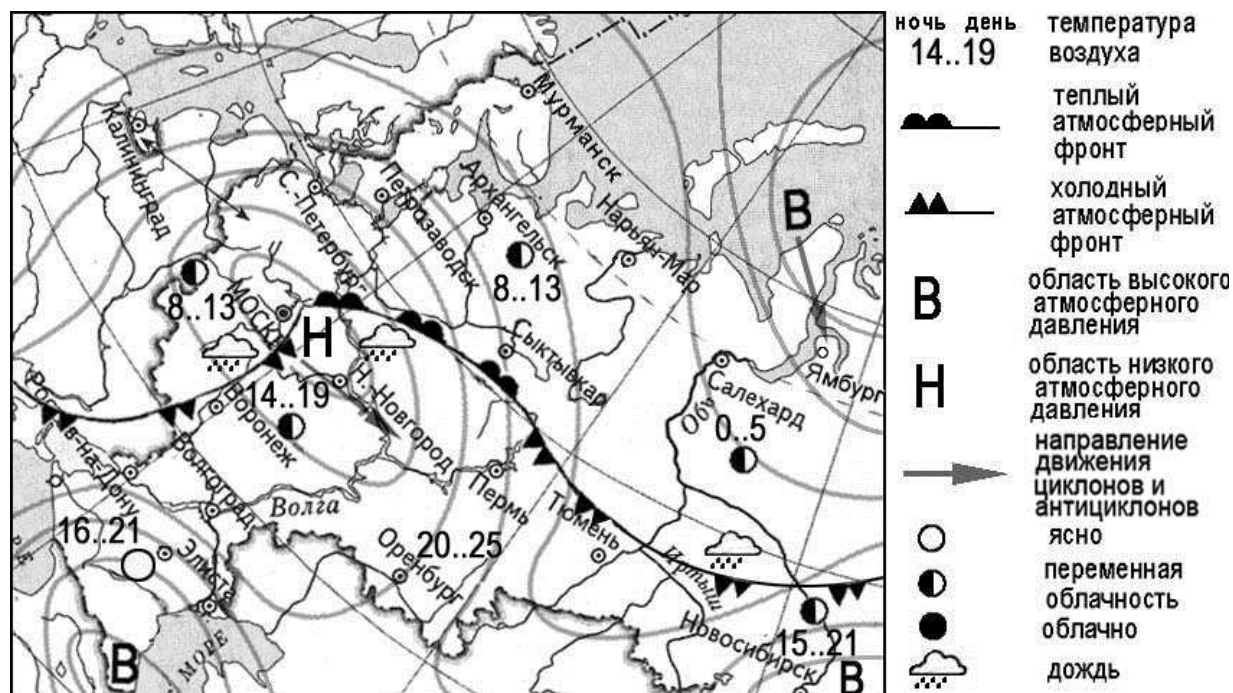 Мурманск
Калининград
С.-Петербург
Петрозаводск
Архангельск
8..13
Нарьян-Мар
В
8..13
МОСКВА
Н
Сыктывкар
Салехард
Ямбург
Обь
0..5
14..19
Воронеж
Н. Новгород
Ростов-на-Дону
Волгоград
Волга
Пермь
Тюмень
Иртыш
16..21
Элиста
Оренбург
20..25
Новосибирск
15..21
МОРЕ
В
В
ночь день температура
14..19 воздуха
теплый
атмосферный
фронт
холодный
атмосферный
фронт
В
область высокого
атмосферного
давления
Н
область низкого
атмосферного
давления
направление
движения
циклонов и
антициклонов
ясно
переменная
облачность
облачно
дождь